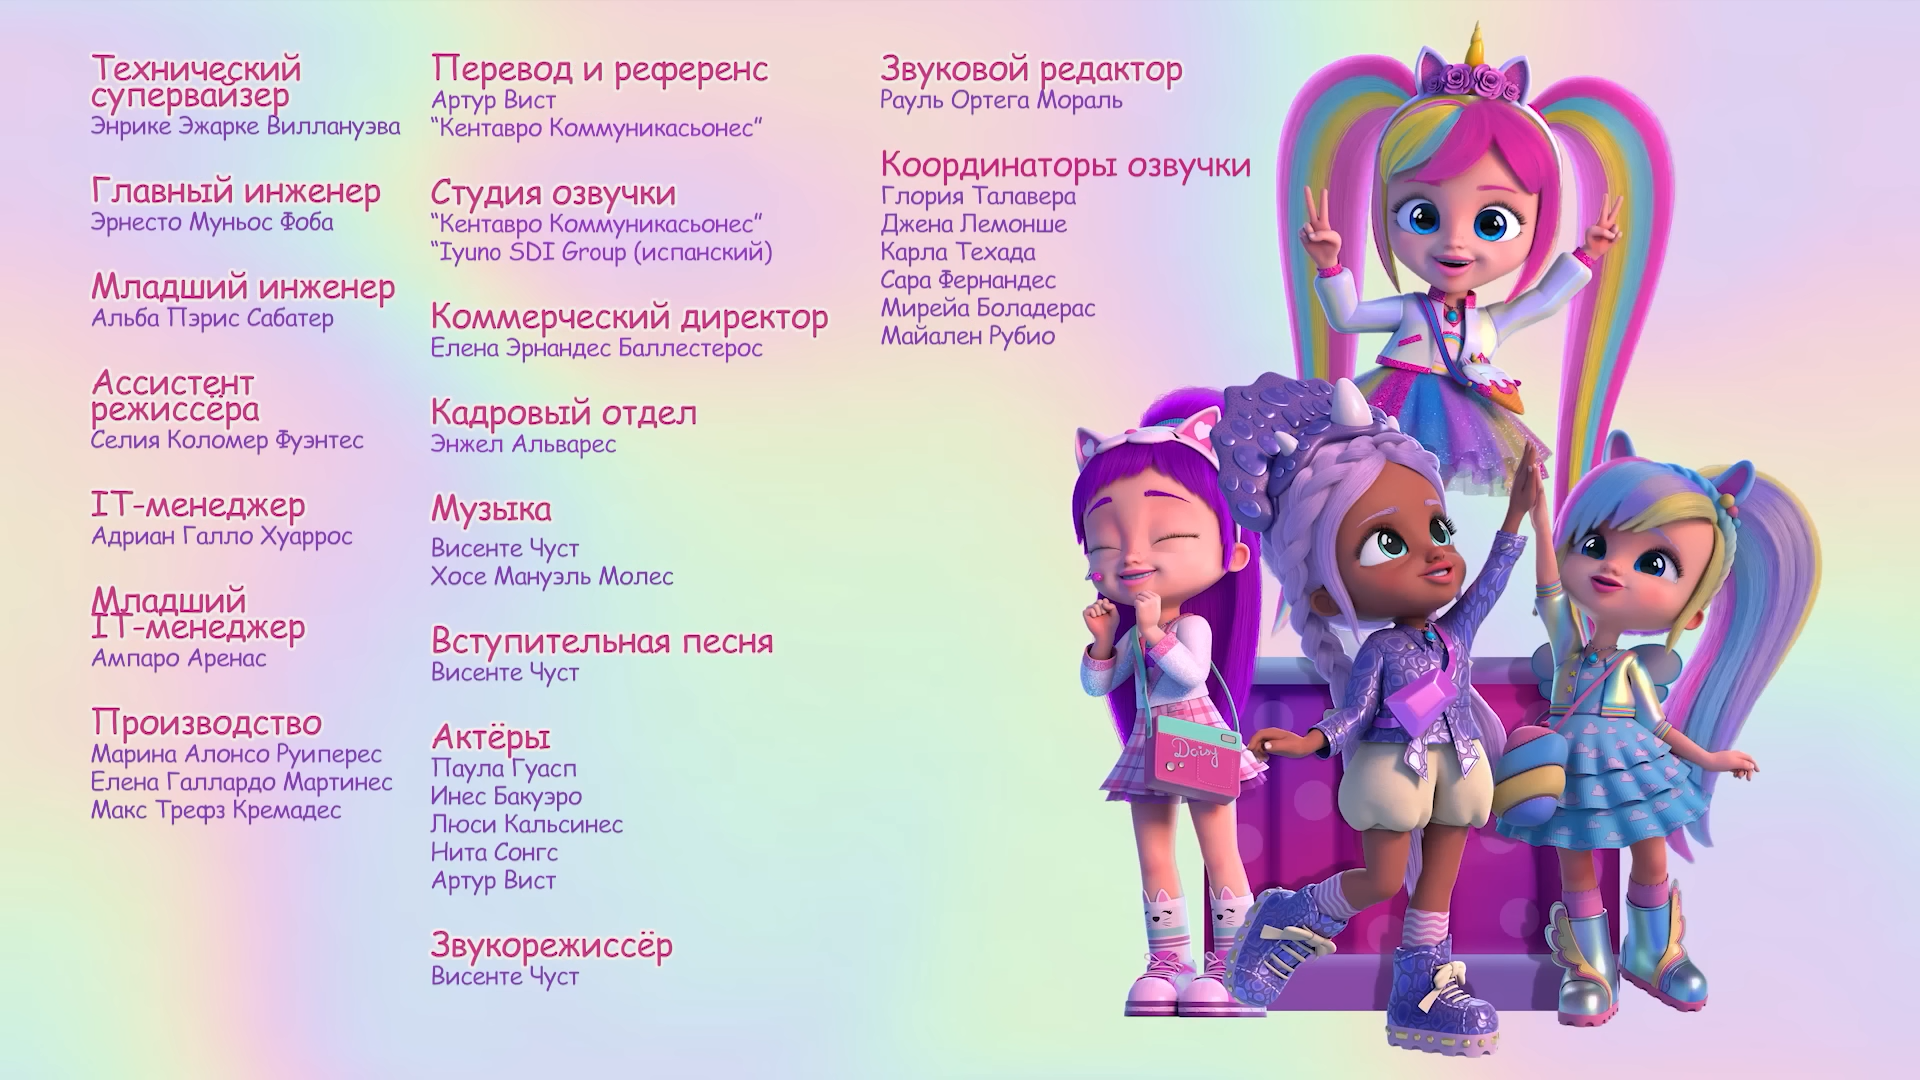 Технический
супервайзер
Энрике Эжарке Виллануэва
Главный инженер
Эрнесто Муньос Фоба
Младший инженер
Альба Пэрис Сабатер
Ассистент
режиссёра
Селия Коломер Фуэнтес
IT-менеджер
Адриан Галло Хуаррос
Младший
IT-менеджер
Ампаро Аренас
Производство
Марина Алонсо Руиперес
Елена Галлардо Мартинес
Макс Трефз Кремадес
Перевод и референс
Артур Вист
“Кентавро Коммуникасьонес”
Студия озвучки
“Кентавро Коммуникасьонес”
“Iyuno SDI Group (испанский)
Коммерческий директор
Елена Эрнандес Баллестерос
Кадровый отдел
Энжел Альварес
Музыка
Висенте Чуст
Хосе Мануэль Молес
Вступительная песня
Висенте Чуст
Актёры
Паула Гуасп
Инес Бакуэро
Люси Кальсинес
Нита Сонгс
Артур Вист
Звукорежиссёр
Висенте Чуст
Звуковой редактор
Рауль Ортега Мораль
Координаторы озвучки
Глория Талавера
Джена Лемонше
Карла Техада
Сара Фернандес
Мирейа Боладерас
Майален Рубио
Daisy